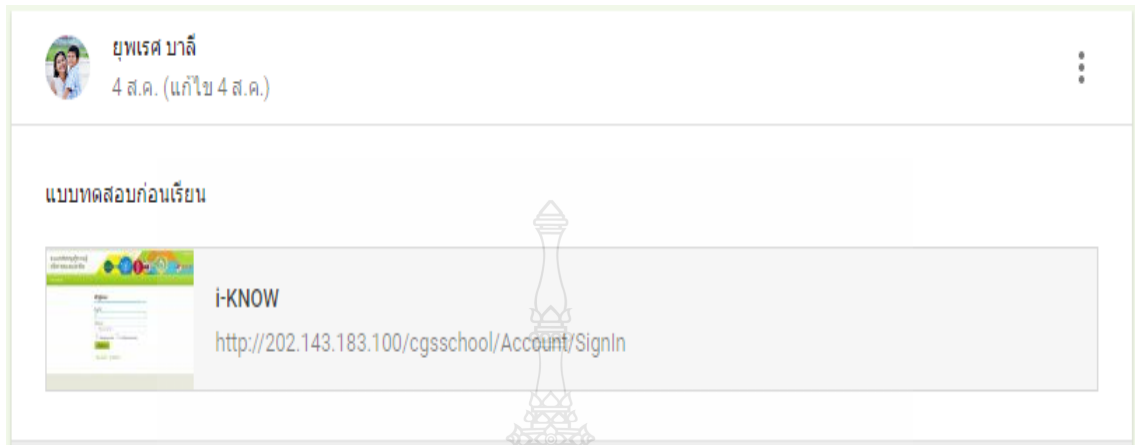 ยุพเรศ บาลี
4 ส.ค. (แก้ไข 4 ส.ค.)
แบบทดสอบก่อนเรียน
i-KNOW
http://202.143.183.100/cgsschool/Account/SignIn